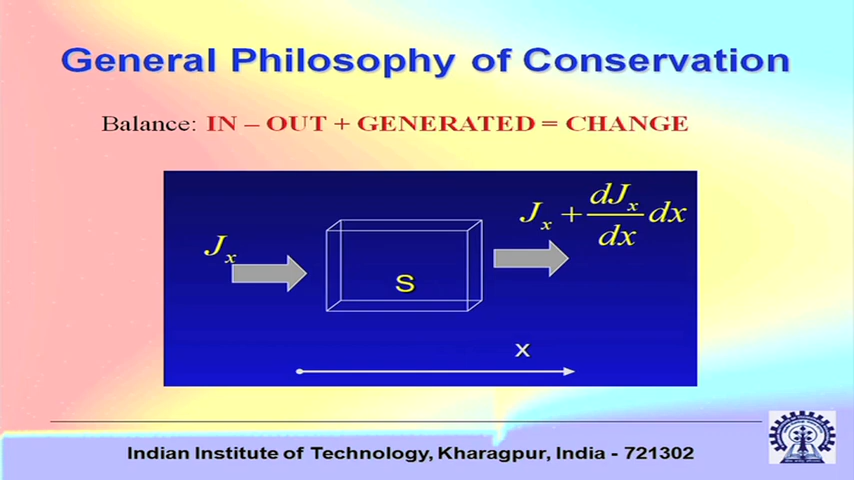 General Philosophy of Conservation
Balance: IN – OUT + GENERATED = CHANGE
J_x
J_x + dJ_x/dx dx
S
x
Indian Institute of Technology, Kharagpur, India - 721302